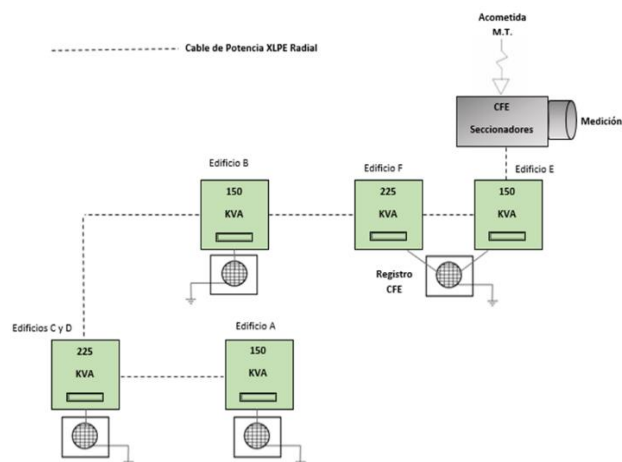 Acometida
M.T.
Cable de Potencia XLPE Radial
CFE
Seccionadores
Medición
Edificio B
Edificio F
Edificio E
150
KVA
225
KVA
150
KVA
Registro
CFE
Edificios C y D
Edificio A
225
KVA
150
KVA